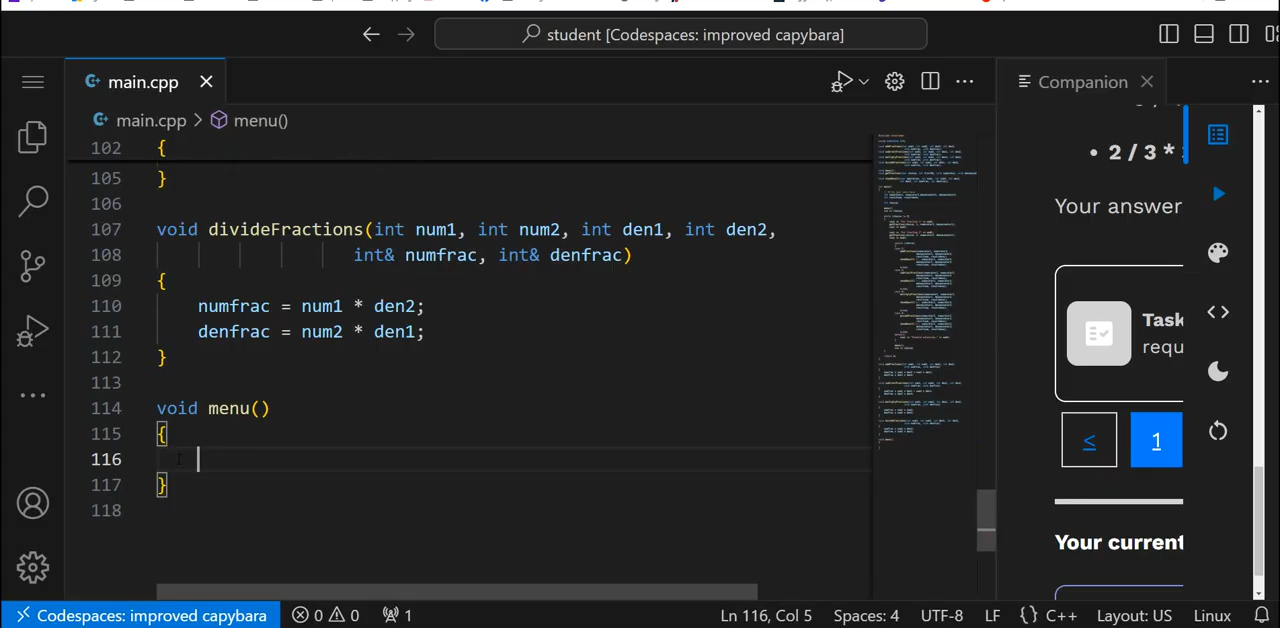 student [Codespaces: improved capybara]
main.cpp
Companion
main.cpp > menu()
102 {
105 }
106
107 void divideFractions(int num1, int num2, int den1, int den2,
108 int& numfrac, int& denfrac)
109 {
110 numfrac = num1 * den2;
111 denfrac = num2 * den1;
112 }
113
114 void menu()
115 {
116
117 }
118
• 2 / 3 *
Your answer
Task
requ
≤ 1
Your current
Codespaces: improved capybara 0 0 1 Ln 116, Col 5 Spaces: 4 UTF-8 LF {} C++ Layout: US Linux